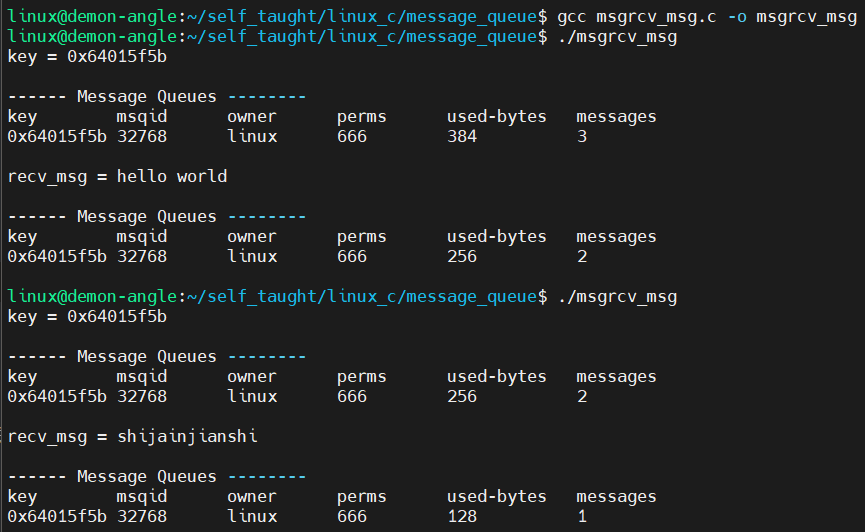 linux@demon-angle:~/self_taught/linux_c/message_queue$ gcc msgrcv_msg.c -o msgrcv_msg
linux@demon-angle:~/self_taught/linux_c/message_queue$ ./msgrcv_msg
key = 0x64015f5b
------ Message Queues --------
key        msqid      owner      perms      used-bytes   messages
0x64015f5b 32768      linux      666        384          3
recv_msg = hello world
------ Message Queues --------
key        msqid      owner      perms      used-bytes   messages
0x64015f5b 32768      linux      666        256          2
linux@demon-angle:~/self_taught/linux_c/message_queue$ ./msgrcv_msg
key = 0x64015f5b
------ Message Queues --------
key        msqid      owner      perms      used-bytes   messages
0x64015f5b 32768      linux      666        256          2
recv_msg = shijainjianshi
------ Message Queues --------
key        msqid      owner      perms      used-bytes   messages
0x64015f5b 32768      linux      666        128          1